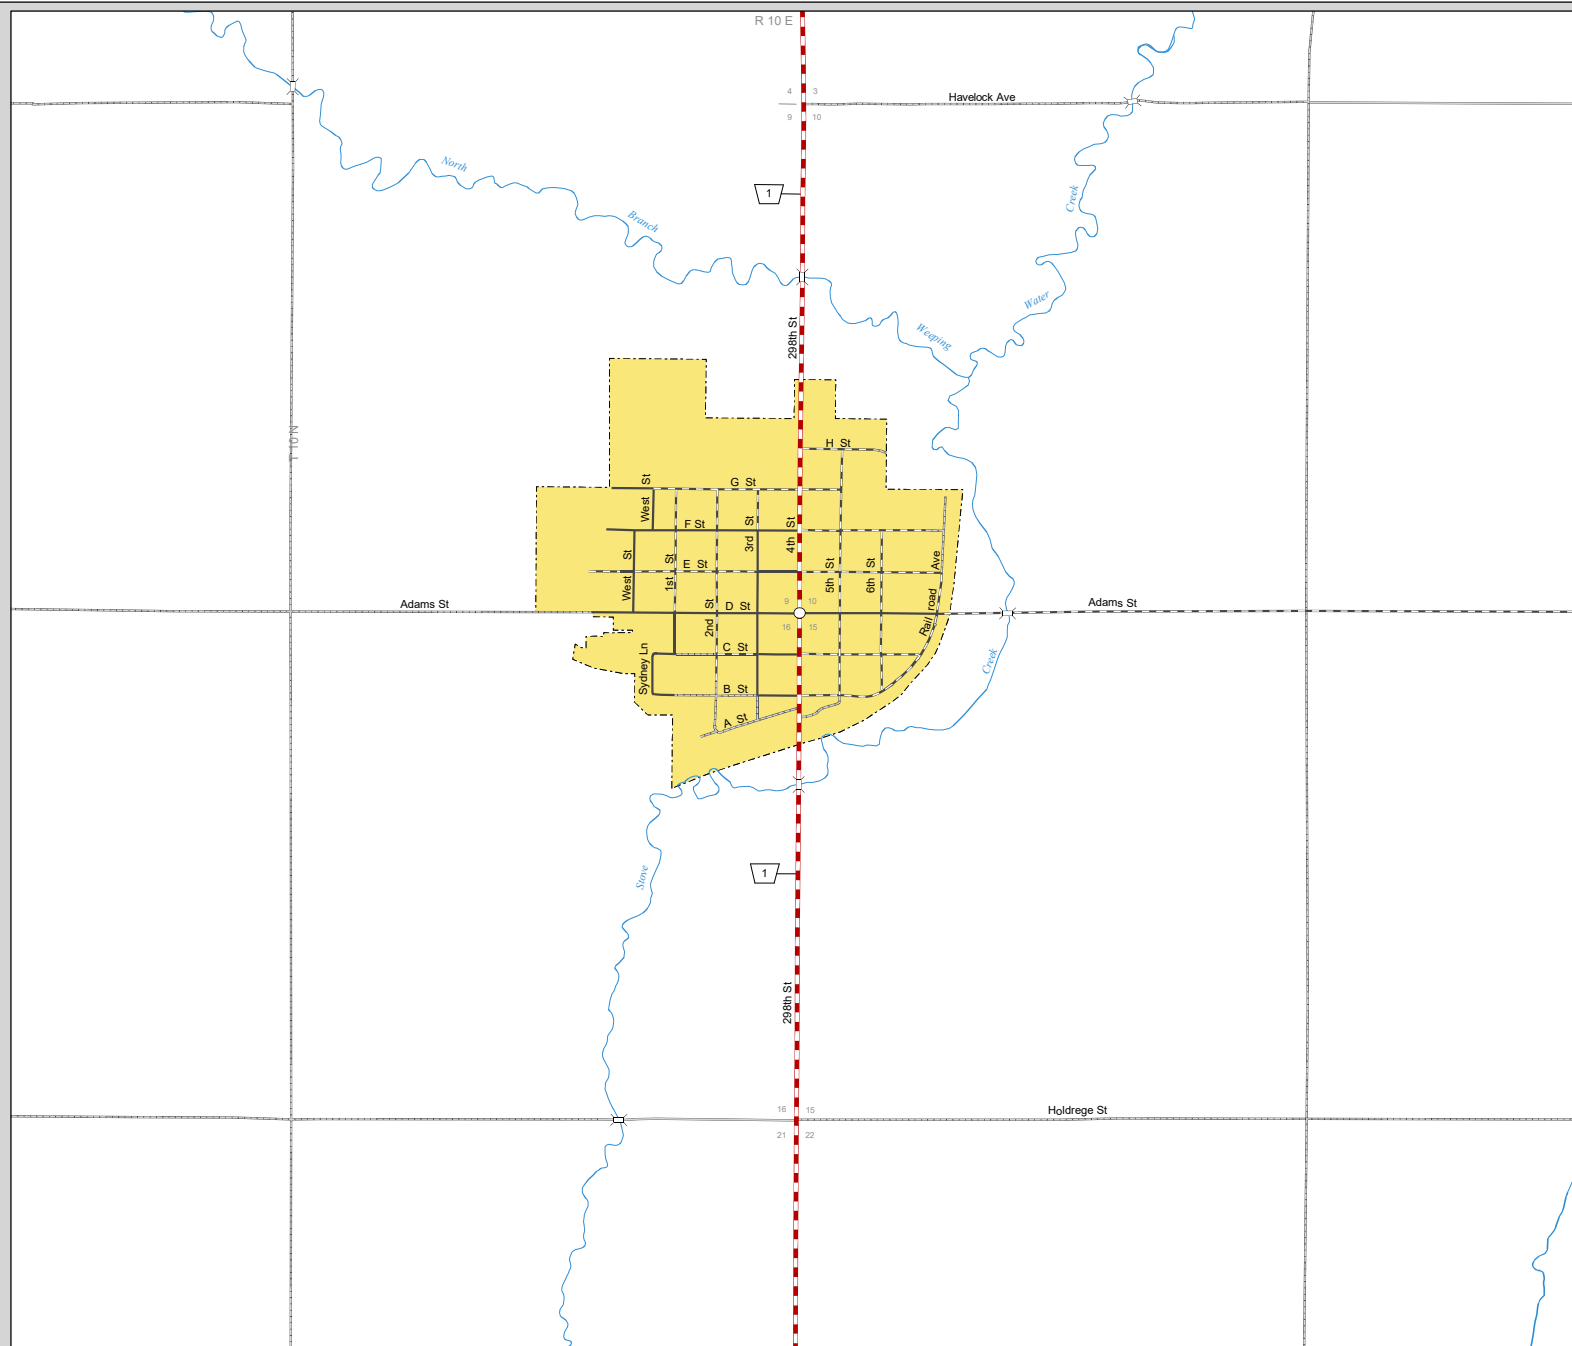 R 10 E
4 3
Havelock Ave
9 10
North
1
Creek
Branch
Water
298th St
Weeping
T 10 N
H St
G St
West St
F St
3rd St
4th St
West St
1st St
E St
5th St
6th St
Railroad Ave
Adams St
2nd St
D St
9 10
Adams St
16 15
C St
Sydney Ln
Creek
B St
A St
1
Stove
298th St
16 15
Holdrege St
21 22